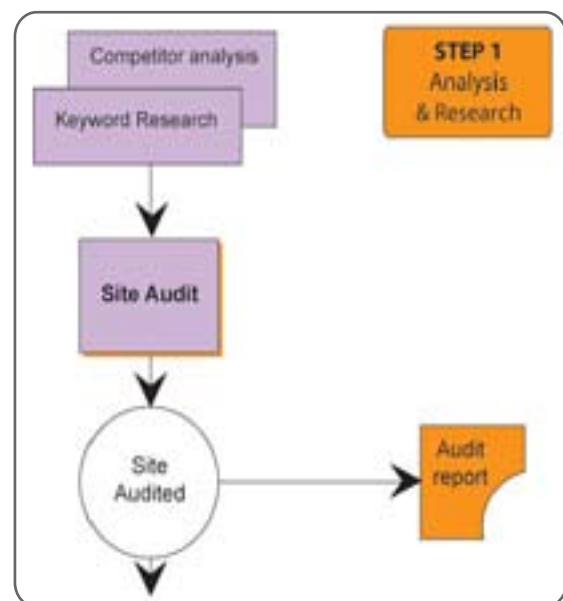 Competitor analysis
Keyword Research
STEP 1
Analysis
& Research
Site Audit
Site
Audited
Audit
report